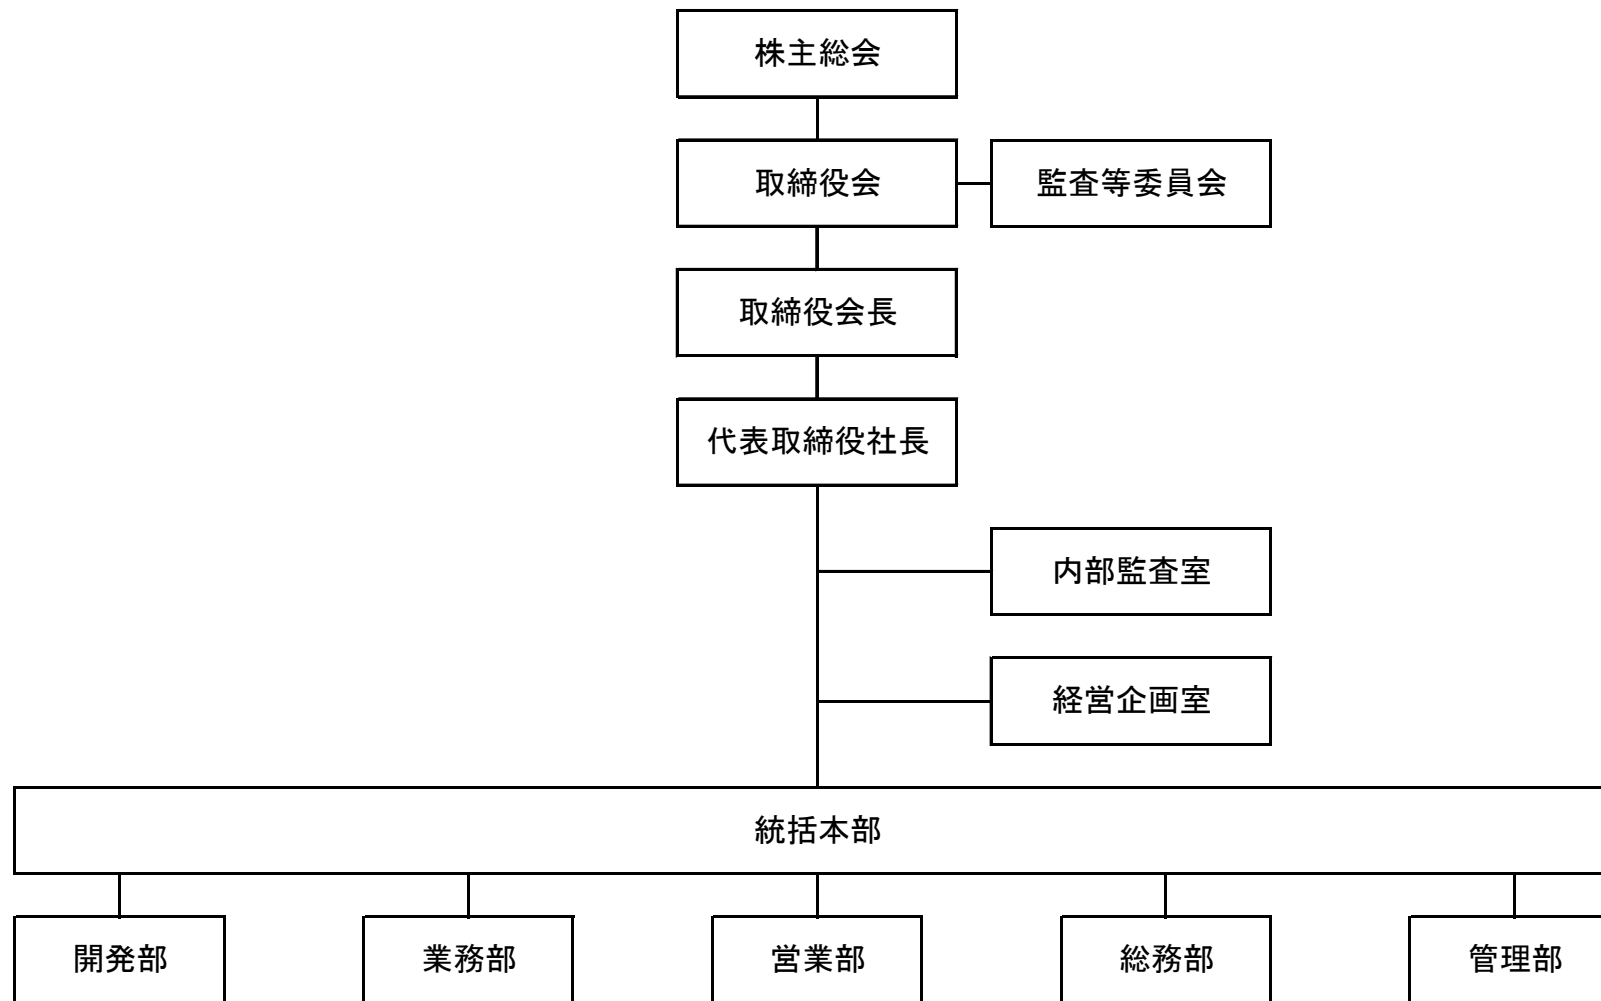 株主総会
取締役会
監査等委員会
取締役会長
代表取締役社長
内部監査室
経営企画室
統括本部
開発部
業務部
営業部
総務部
管理部